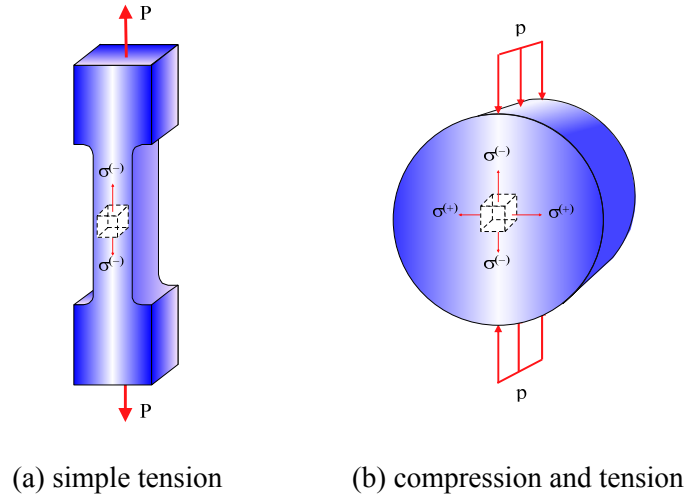 P
p
σ(−)
σ(−)
σ(+)
σ(+)
σ(−)
σ(−)
P
p
(a) simple tension
(b) compression and tension